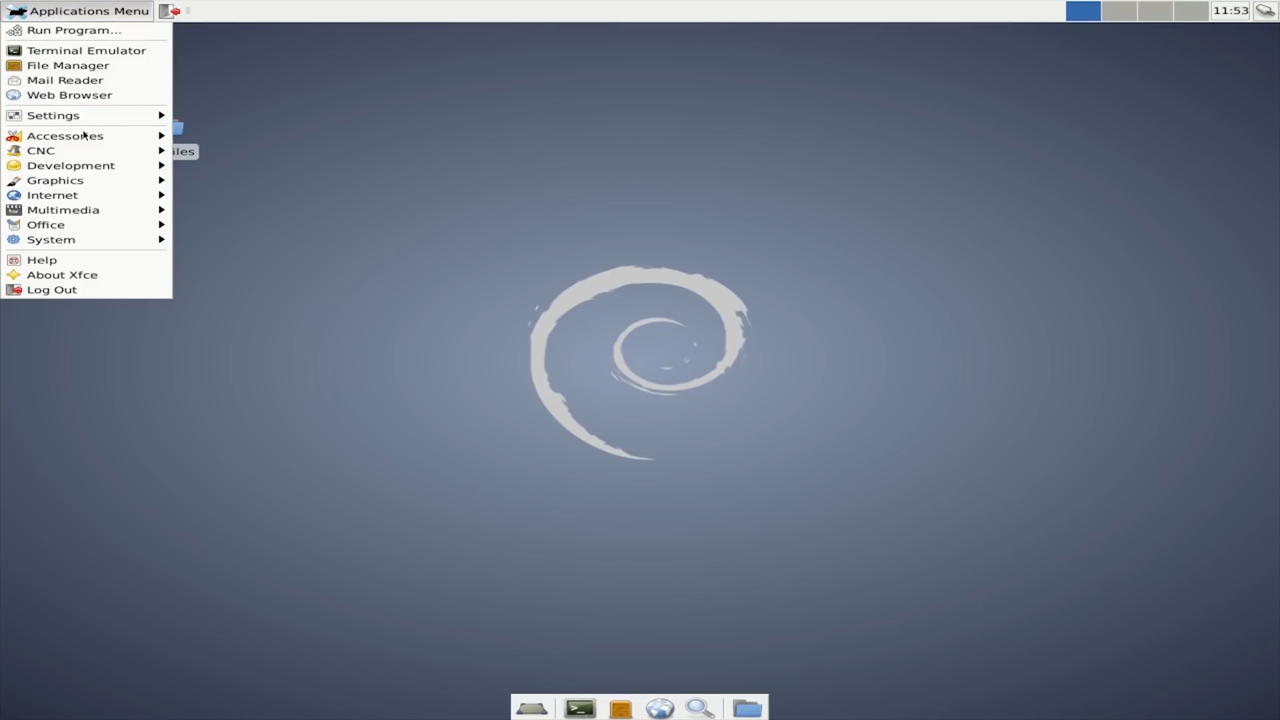 Applications Menu
11:53
Run Program...
Terminal Emulator
File Manager
Mail Reader
Web Browser
Settings
Accessories
CNC
iles
Development
Graphics
Internet
Multimedia
Office
System
Help
About Xfce
Log Out